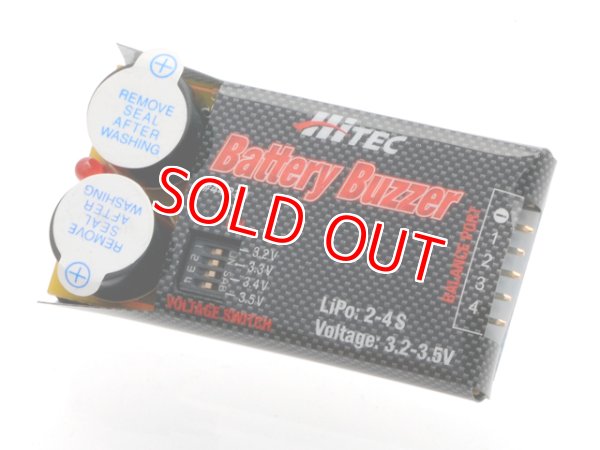 REMOVE
SEAL
AFTER
WASHING
REMOVE
SEAL
AFTER
WASHING
HiTEC
Battery Buzzer
SOLD OUT
3.2V
3.3V
3.4V
3.5V
VOLTAGE SWITCH
LiPo: 2-4S
Voltage: 3.2-3.5V
BALANCE PORT
1
2
3
4